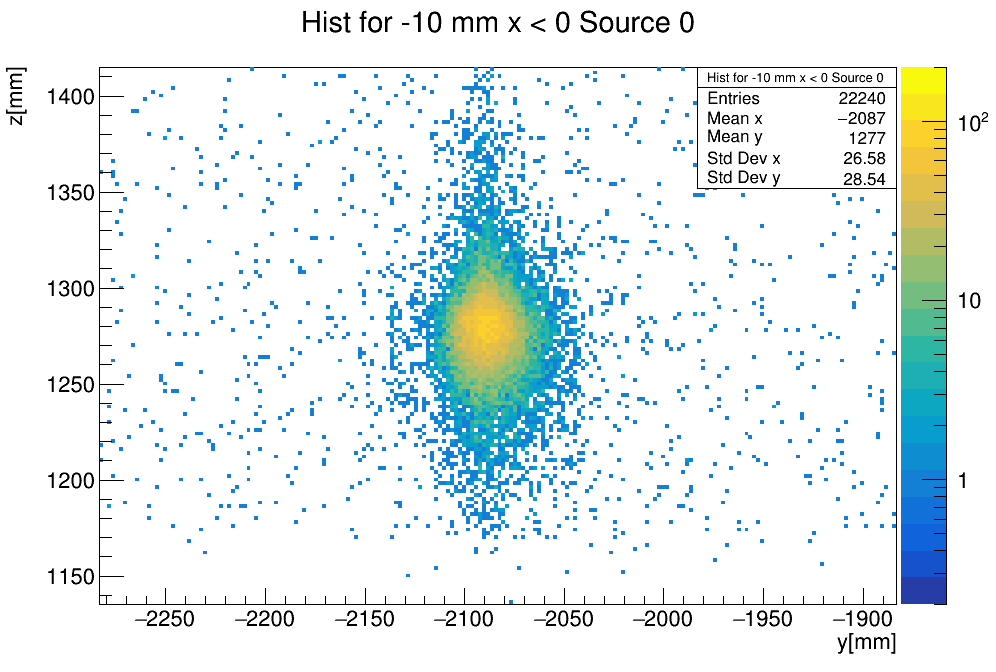 Hist for -10 mm x < 0 Source 0
z[mm]
Hist for -10 mm x < 0 Source 0
Entries 22240
Mean x −2087
Mean y 1277
Std Dev x 26.58
Std Dev y 28.54
1400
1350
1300
1250
1200
1150
10²
10
1
−2250 −2200 −2150 −2100 −2050 −2000 −1950 −1900
y[mm]